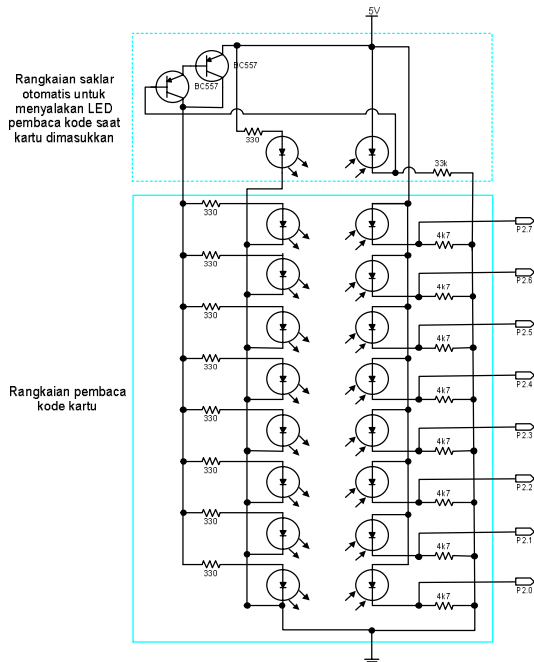 5V
BC557
BC557
Rangkaian saklar
otomatis untuk
menyalakan LED
pembaca kode saat
kartu dimasukkan
330
33k
330
4k7
P2.7
330
4k7
P2.6
330
4k7
P2.5
330
4k7
P2.4
Rangkaian pembaca
kode kartu
330
4k7
P2.3
330
4k7
P2.2
330
4k7
P2.1
330
4k7
P2.0